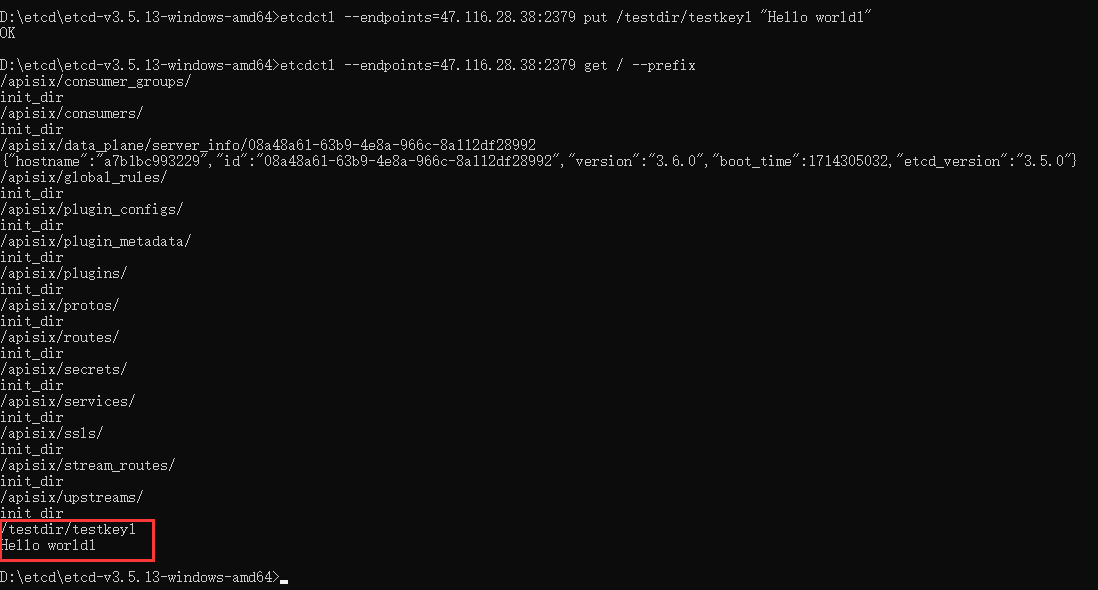 D:\etcd\etcd-v3.5.13-windows-amd64>etcdctl --endpoints=47.116.28.38:2379 put /testdir/testkey1 "Hello world1"
OK
D:\etcd\etcd-v3.5.13-windows-amd64>etcdctl --endpoints=47.116.28.38:2379 get / --prefix
/apisix/consumer_groups/
init_dir
/apisix/consumers/
init_dir
/apisix/data_plane/server_info/08a48a61-63b9-4e8a-966c-8a112df28992
{"hostname":"a7b1bc993229","id":"08a48a61-63b9-4e8a-966c-8a112df28992","version":"3.6.0","boot_time":1714305032,"etcd_version":"3.5.0"}
/apisix/global_rules/
init_dir
/apisix/plugin_configs/
init_dir
/apisix/plugin_metadata/
init_dir
/apisix/plugins/
init_dir
/apisix/protos/
init_dir
/apisix/routes/
init_dir
/apisix/secrets/
init_dir
/apisix/services/
init_dir
/apisix/ssls/
init_dir
/apisix/stream_routes/
init_dir
/apisix/upstreams/
init_dir
/testdir/testkey1
Hello world1
D:\etcd\etcd-v3.5.13-windows-amd64>